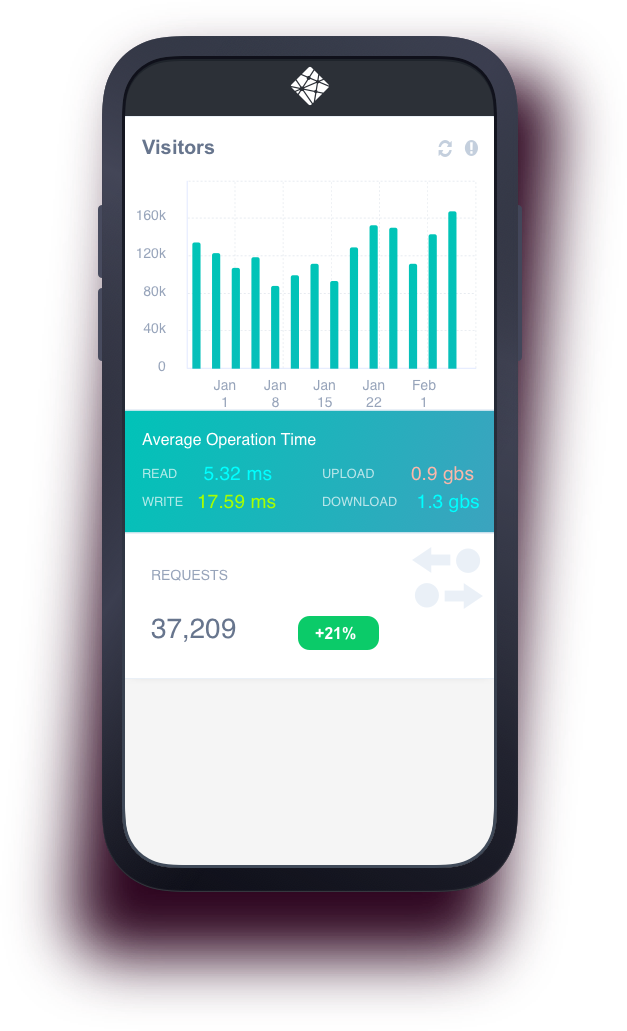 Visitors
160k
120k
80k
40k
0
Jan 1
Jan 8
Jan 15
Jan 22
Feb 1
Average Operation Time
READ 5.32 ms UPLOAD 0.9 gbs
WRITE 17.59 ms DOWNLOAD 1.3 gbs
REQUESTS
37,209 +21%